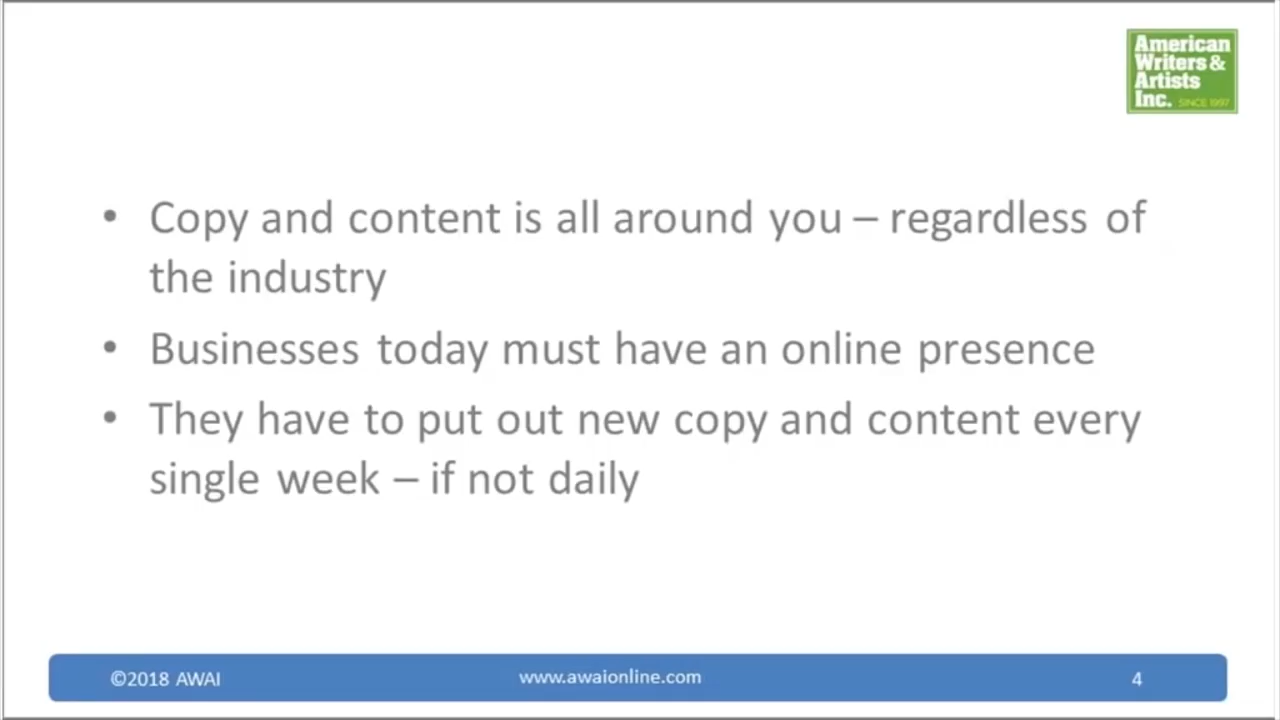 American
Writers &
Artists
Inc. SINCE 1997
• Copy and content is all around you – regardless of
the industry
• Businesses today must have an online presence
• They have to put out new copy and content every
single week – if not daily
©2018 AWAI www.awaionline.com 4